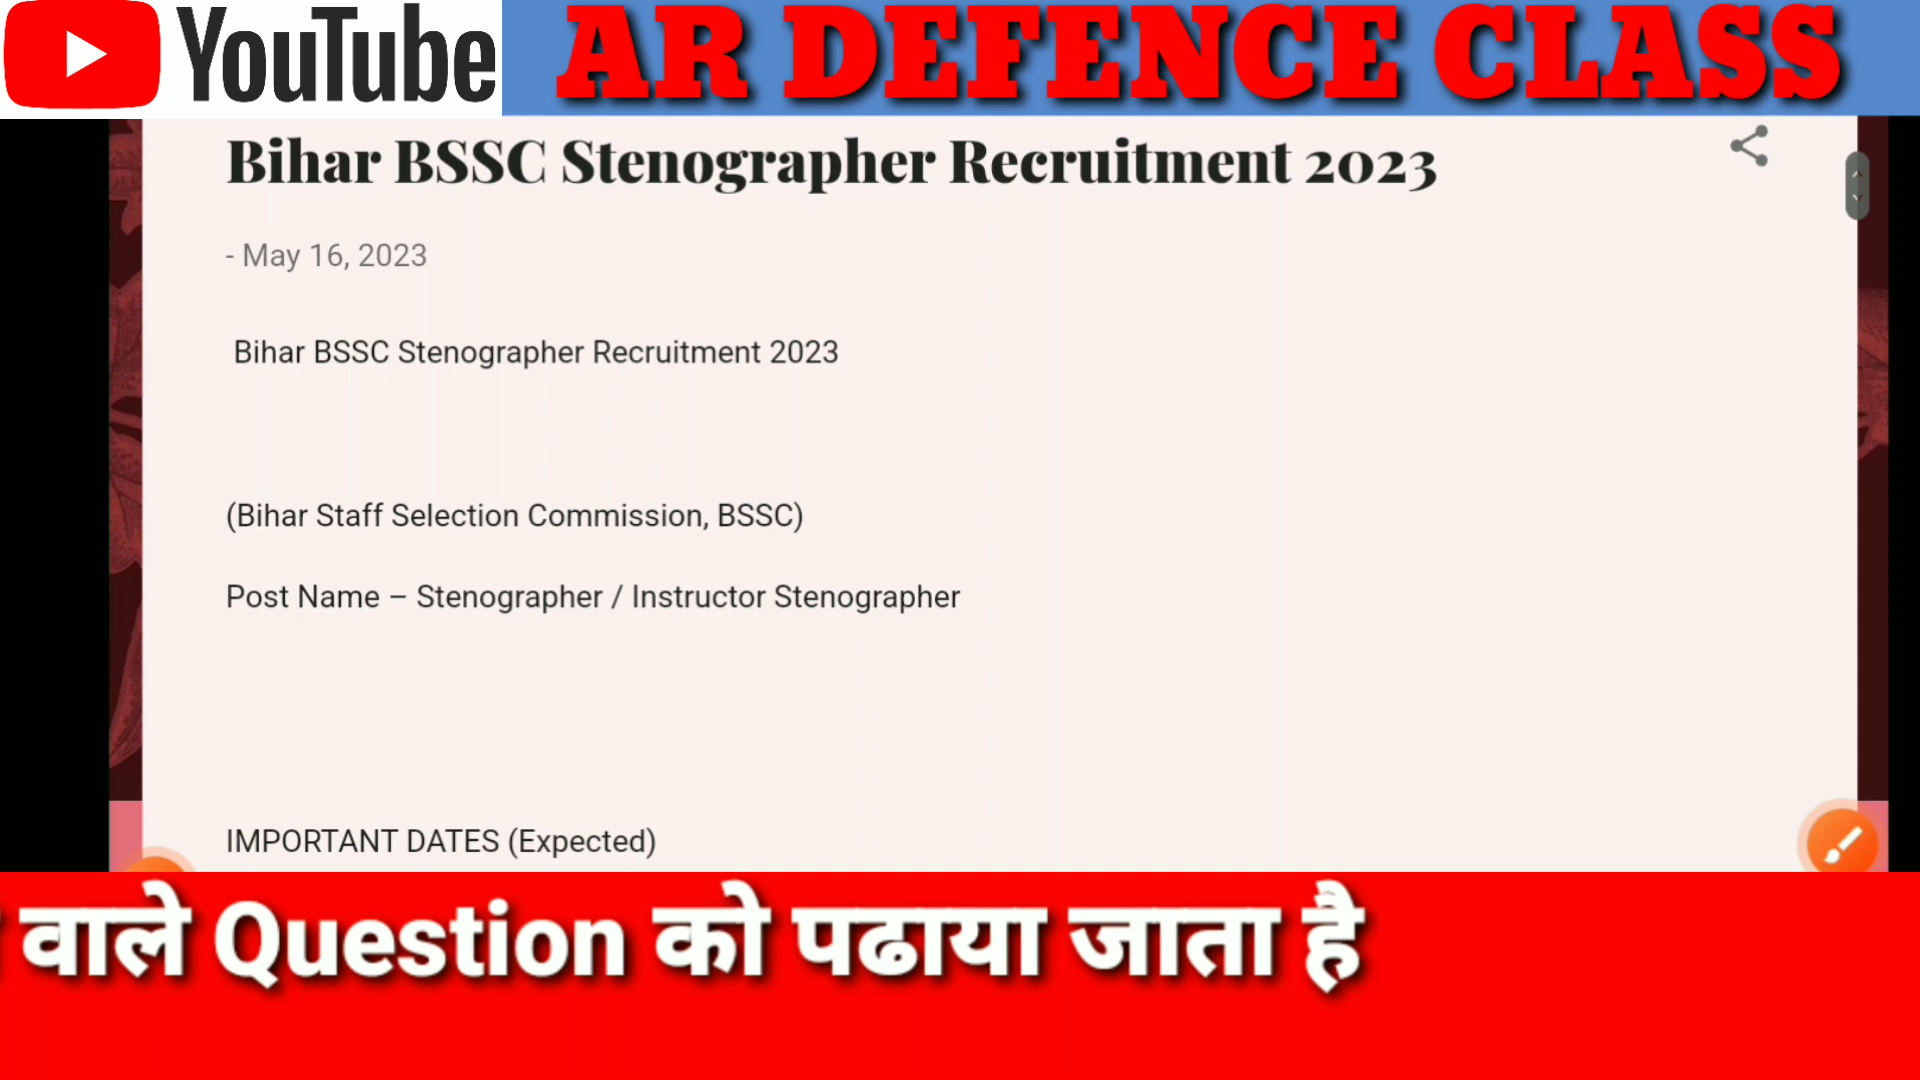 YouTube AR DEFENCE CLASS
Bihar BSSC Stenographer Recruitment 2023
- May 16, 2023
Bihar BSSC Stenographer Recruitment 2023
(Bihar Staff Selection Commission, BSSC)
Post Name – Stenographer / Instructor Stenographer
IMPORTANT DATES (Expected)
वाले Question को पढाया जाता है